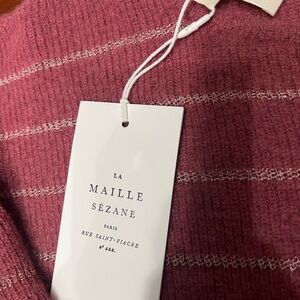 LA
MAILLE
SÉZANE
PARIS
RUE SAINT-FIACRE
2e ARR.